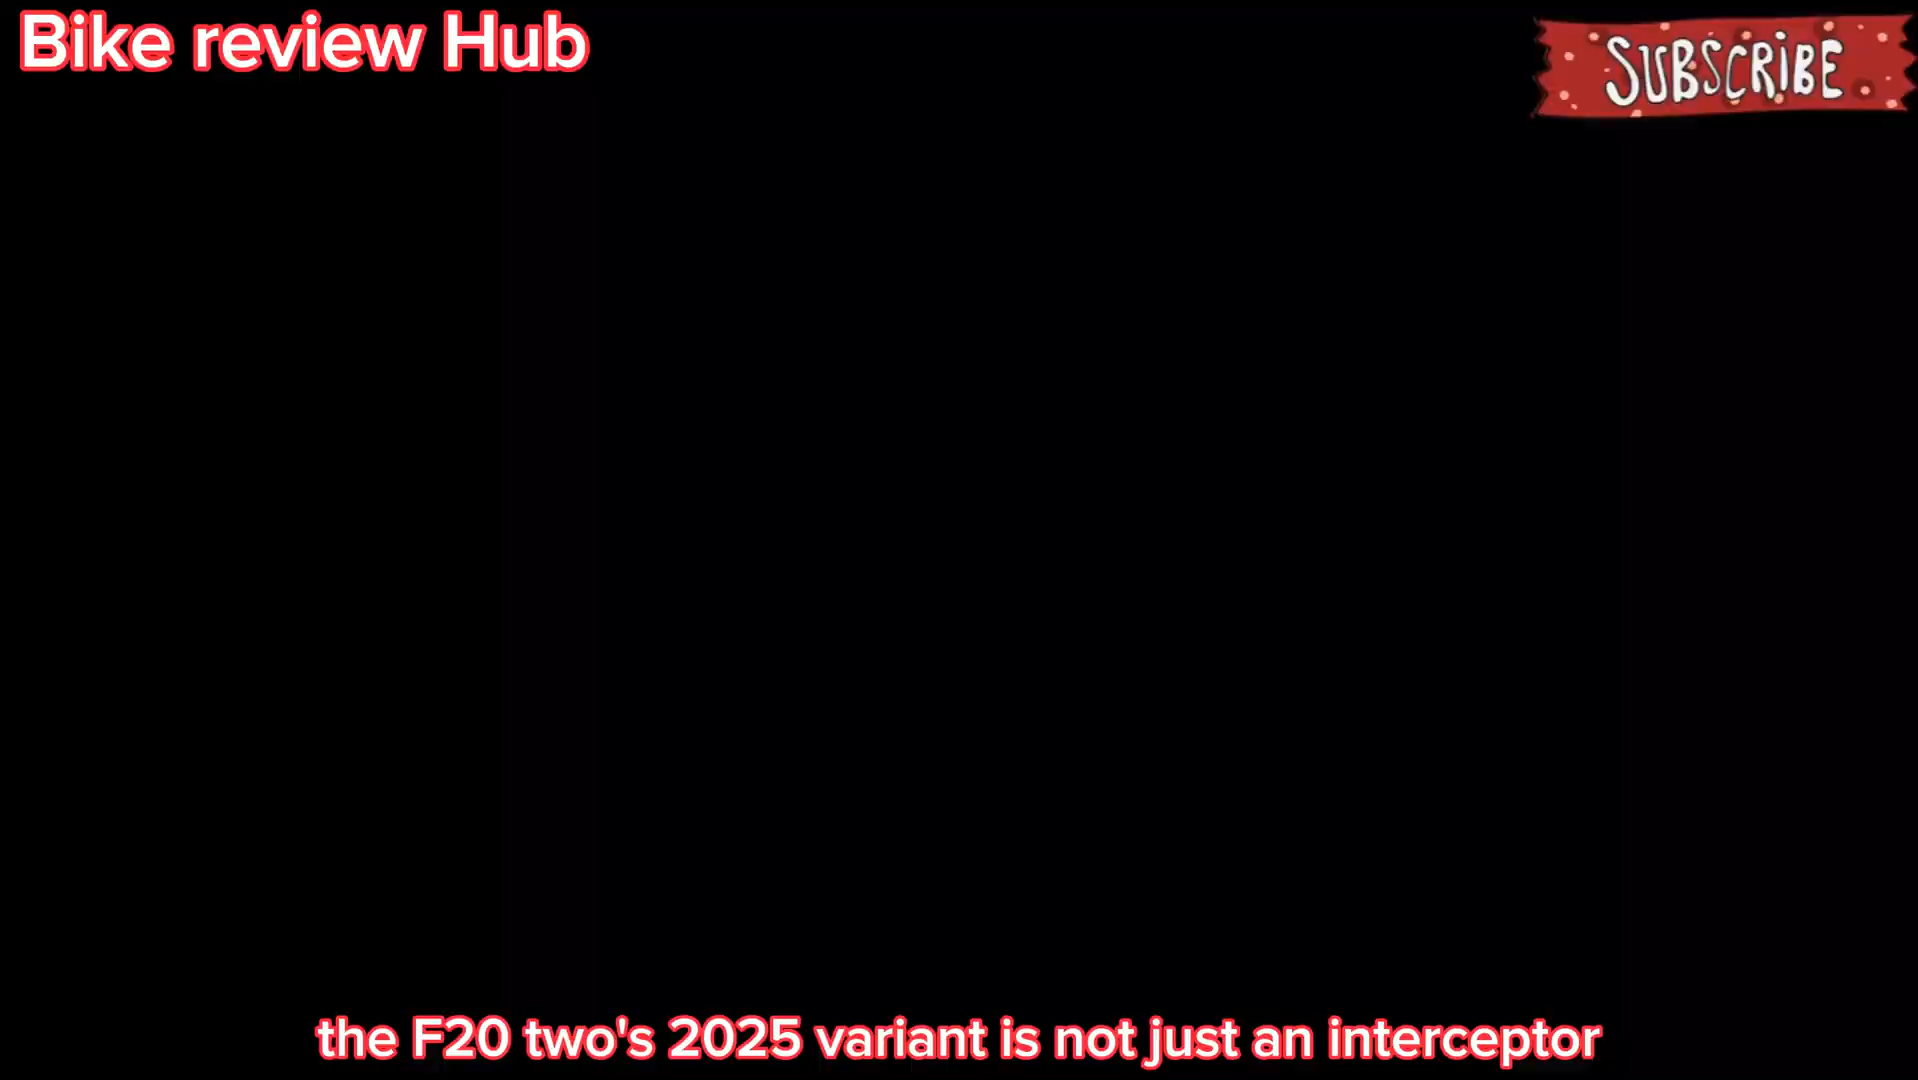 Bike review Hub
SUBSCRIBE
the F20 two's 2025 variant is not just an interceptor